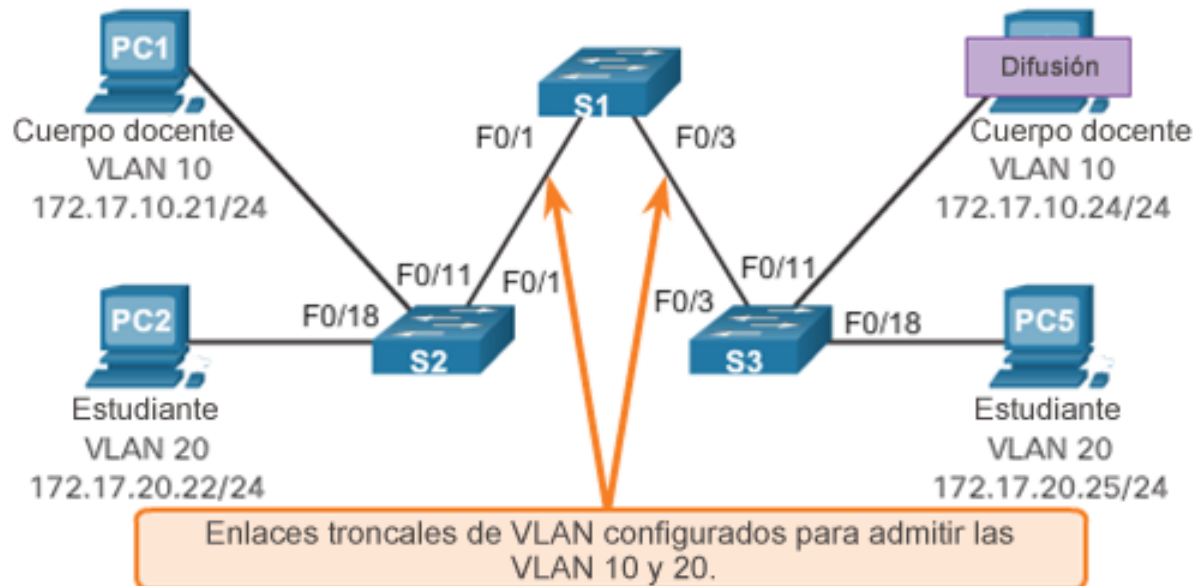 PC1
Cuerpo docente
VLAN 10
172.17.10.21/24
S1
F0/1
F0/3
Difusión
Cuerpo docente
VLAN 10
172.17.10.24/24
F0/11
F0/1
F0/18
S2
F0/3
F0/11
F0/18
S3
PC2
Estudiante
VLAN 20
172.17.20.22/24
PC5
Estudiante
VLAN 20
172.17.20.25/24
Enlaces troncales de VLAN configurados para admitir las
VLAN 10 y 20.